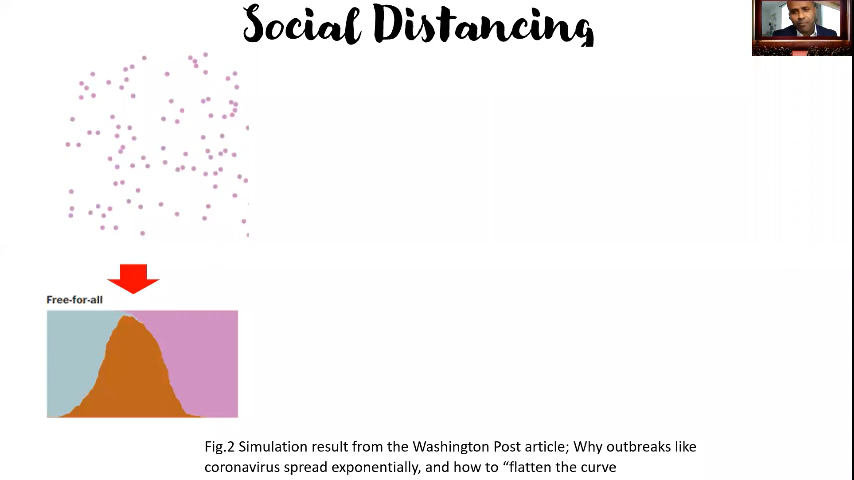 Social Distancing
Free-for-all
Fig.2 Simulation result from the Washington Post article; Why outbreaks like
coronavirus spread exponentially, and how to “flatten the curve